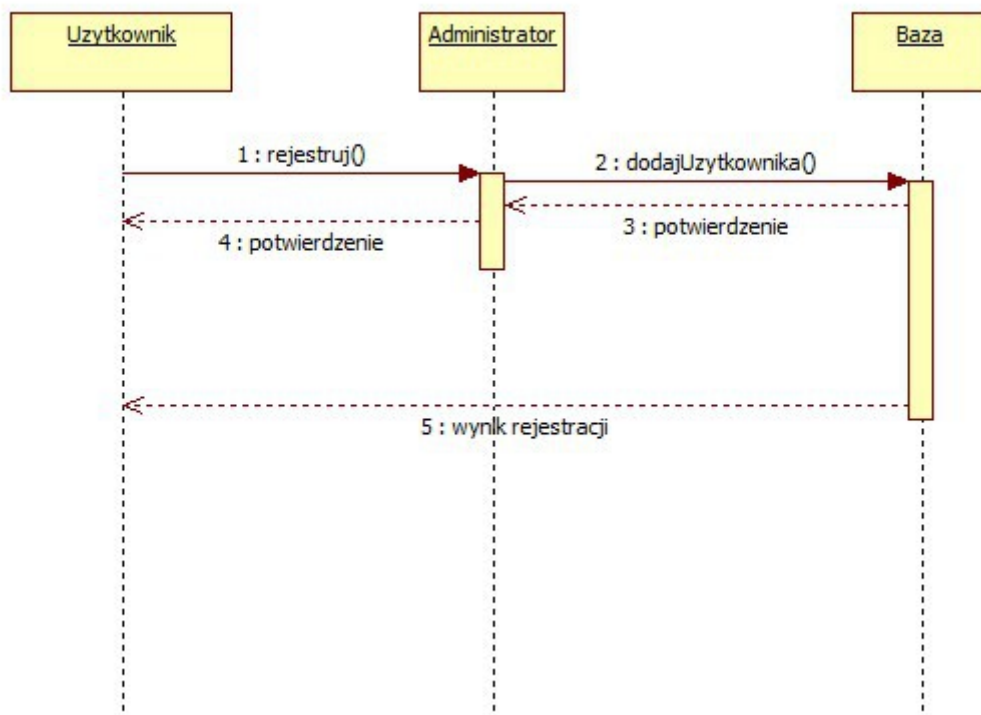 Uzytkownik
Administrator
Baza
1 : rejestruj()
2 : dodajUzytkownika()
3 : potwierdzenie
4 : potwierdzenie
5 : wynik rejestracji